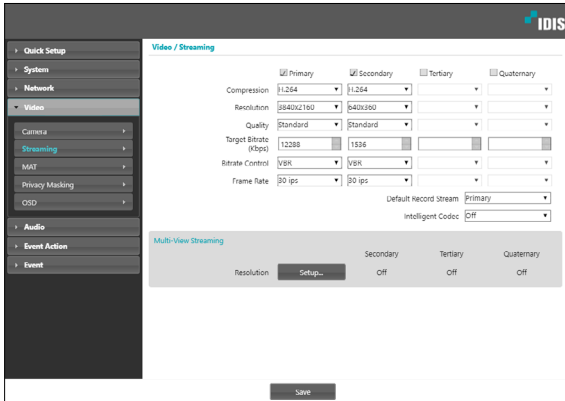 IDIS
Quick Setup
System
Network
Video
Camera
Streaming
MAT
Privacy Masking
OSD
Audio
Event Action
Event
Video / Streaming
Primary Secondary Tertiary Quaternary
Compression H.264 H.264
Resolution 3840x2160 640x360
Quality Standard Standard
Target Bitrate
(Kbps) 12288 1536
Bitrate Control VBR VBR
Frame Rate 30 ips 30 ips
Default Record Stream Primary
Intelligent Codec Off
Multi-View Streaming
Secondary Tertiary Quaternary
Resolution Setup... Off Off Off
Save